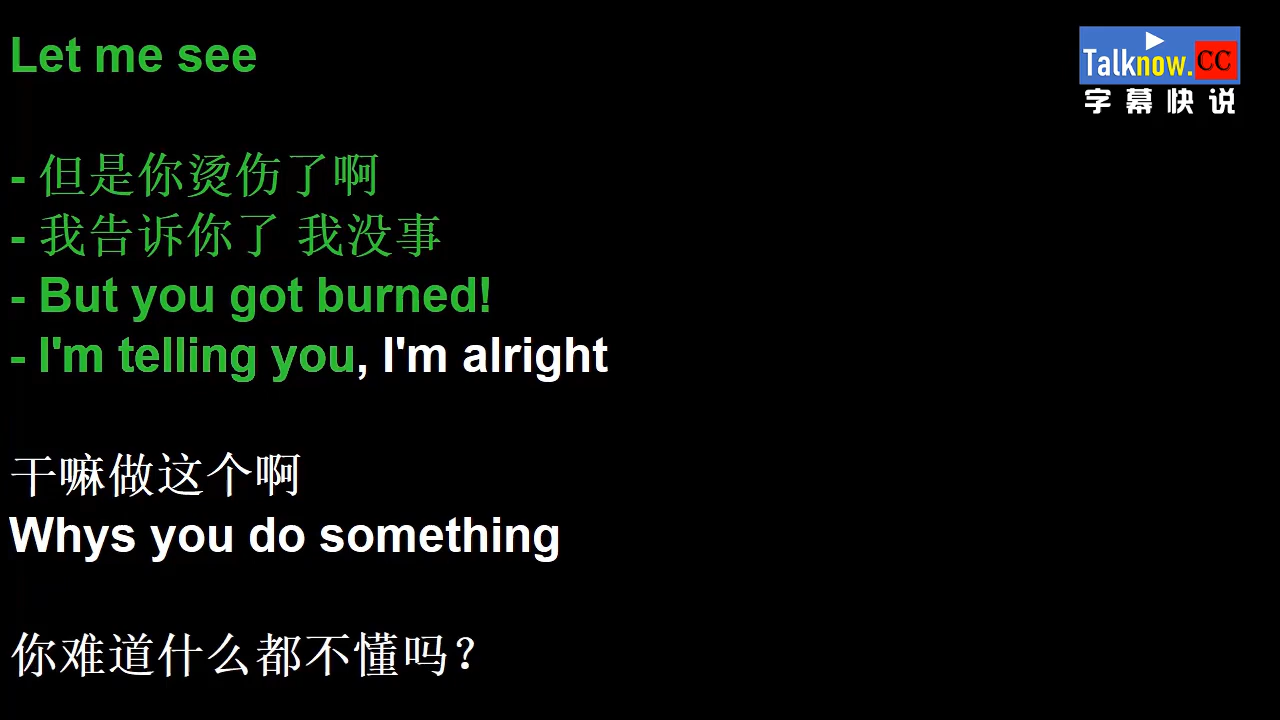 Let me see
Talknow.CC
字幕快说
- 但是你烫伤了啊
- 我告诉你了 我没事
- But you got burned!
- I'm telling you, I'm alright
干嘛做这个啊
Whys you do something
你难道什么都不懂吗？